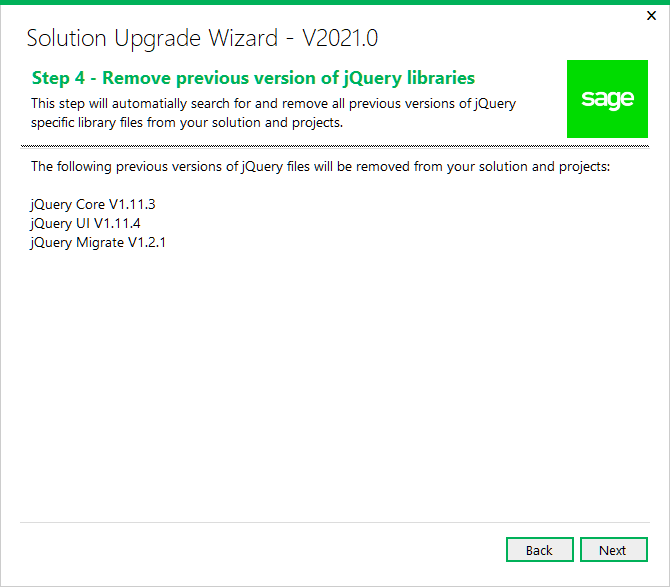 Solution Upgrade Wizard - V2021.0
Step 4 - Remove previous version of jQuery libraries
This step will automatially search for and remove all previous versions of jQuery
specific library files from your solution and projects.
sage
The following previous versions of jQuery files will be removed from your solution and projects:
jQuery Core V1.11.3
jQuery UI V1.11.4
jQuery Migrate V1.2.1
Back
Next